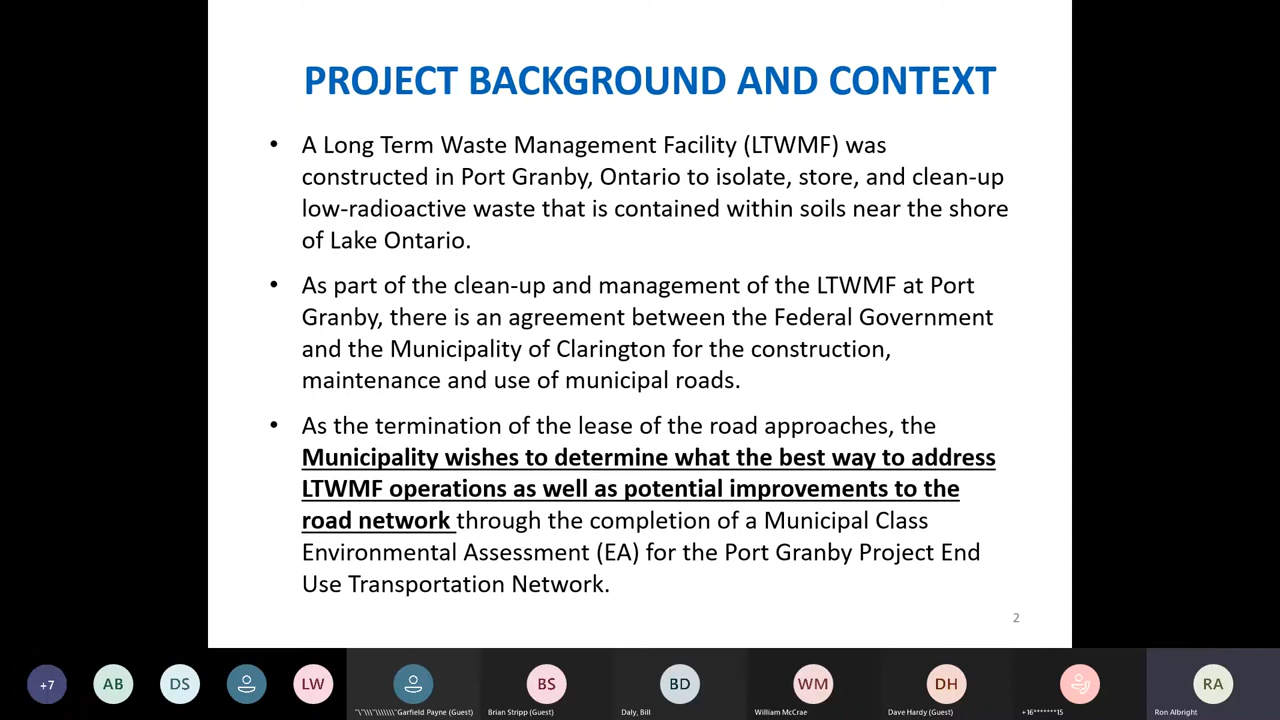 PROJECT BACKGROUND AND CONTEXT
• A Long Term Waste Management Facility (LTWMF) was
constructed in Port Granby, Ontario to isolate, store, and clean-up
low-radioactive waste that is contained within soils near the shore
of Lake Ontario.
• As part of the clean-up and management of the LTWMF at Port
Granby, there is an agreement between the Federal Government
and the Municipality of Clarington for the construction,
maintenance and use of municipal roads.
• As the termination of the lease of the road approaches, the
Municipality wishes to determine what the best way to address
LTWMF operations as well as potential improvements to the
road network through the completion of a Municipal Class
Environmental Assessment (EA) for the Port Granby Project End
Use Transportation Network.
2
+7 AB DS LW BS BD WM DH RA
"\"\\\"\\\\\\\"Garfield Payne (Guest) Brian Stripp (Guest) Daly, Bill William McCrae Dave Hardy (Guest) +16*******15 Ron Albright